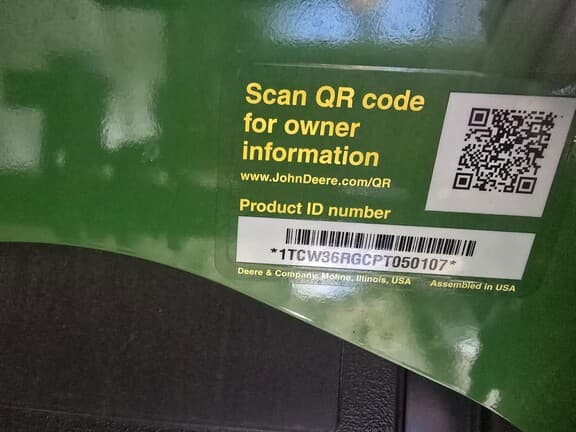 Scan QR code
for owner
information
www.JohnDeere.com/QR
Product ID number
*1TCW36RGCPT050107*
Deere & Company, Moline, Illinois, USA Assembled in USA